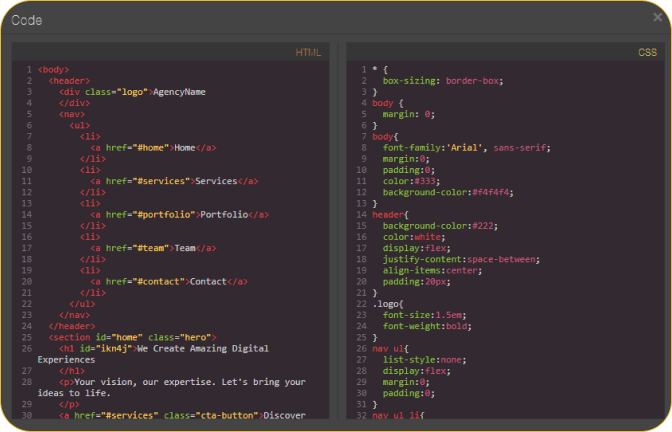 Code
×
HTML
1 <body>
2 <header>
3 <div class="logo">AgencyName
4 </div>
5 <nav>
6 <ul>
7 <li>
8 <a href="#home">Home</a>
9 </li>
10 <li>
11 <a href="#services">Services</a>
12 </li>
13 <li>
14 <a href="#portfolio">Portfolio</a>
15 </li>
16 <li>
17 <a href="#team">Team</a>
18 </li>
19 <li>
20 <a href="#contact">Contact</a>
21 </li>
22 </ul>
23 </nav>
24 </header>
25 <section id="home" class="hero">
26 <h1 id="ikn4j">We Create Amazing Digital
Experiences
27 </h1>
28 <p>Your vision, our expertise. Let's bring your
ideas to life.
29 </p>
30 <a href="#services" class="cta-button">Discover
CSS
1 * {
2 box-sizing: border-box;
3 }
4 body {
5 margin: 0;
6 }
7 body{
8 font-family:'Arial', sans-serif;
9 margin:0;
10 padding:0;
11 color:#333;
12 background-color:#f4f4f4;
13 }
14 header{
15 background-color:#222;
16 color:white;
17 display:flex;
18 justify-content:space-between;
19 align-items:center;
20 padding:20px;
21 }
22 .logo{
23 font-size:1.5em;
24 font-weight:bold;
25 }
26 nav ul{
27 list-style:none;
28 display:flex;
29 margin:0;
30 padding:0;
31 }
32 nav ul li{